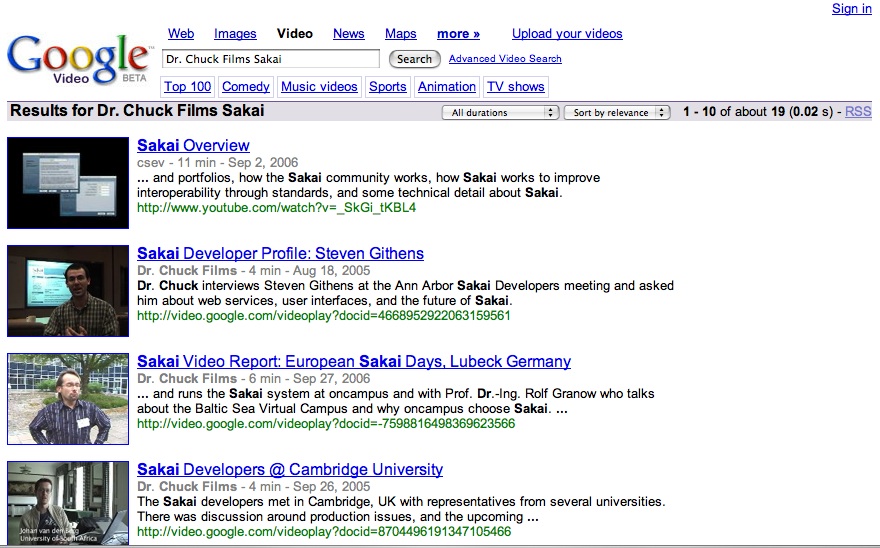 Sign in
Web Images Video News Maps more » Upload your videos
Google™
Video BETA
Dr. Chuck Films Sakai Search Advanced Video Search
Top 100 Comedy Music videos Sports Animation TV shows
Results for Dr. Chuck Films Sakai All durations Sort by relevance 1 - 10 of about 19 (0.02 s) - RSS
Sakai Overview
csev - 11 min - Sep 2, 2006
... and portfolios, how the Sakai community works, how Sakai works to improve
interoperability through standards, and some technical detail about Sakai.
http://www.youtube.com/watch?v=_SkGi_tKBL4
Sakai Developer Profile: Steven Githens
Dr. Chuck Films - 4 min - Aug 18, 2005
Dr. Chuck interviews Steven Githens at the Ann Arbor Sakai Developers meeting and asked
him about web services, user interfaces, and the future of Sakai.
http://video.google.com/videoplay?docid=4668952922063159561
Sakai Video Report: European Sakai Days, Lubeck Germany
Dr. Chuck Films - 6 min - Sep 27, 2006
... and runs the Sakai system at oncampus and with Prof. Dr.-Ing. Rolf Granow who talks
about the Baltic Sea Virtual Campus and why oncampus choose Sakai. ...
http://video.google.com/videoplay?docid=-7598816498369623566
Sakai Developers @ Cambridge University
Dr. Chuck Films - 4 min - Sep 26, 2005
The Sakai developers met in Cambridge, UK with representatives from several universities.
There was discussion around production issues, and the upcoming ...
http://video.google.com/videoplay?docid=8704496191347105466
Johan van den Berg
University of South Africa